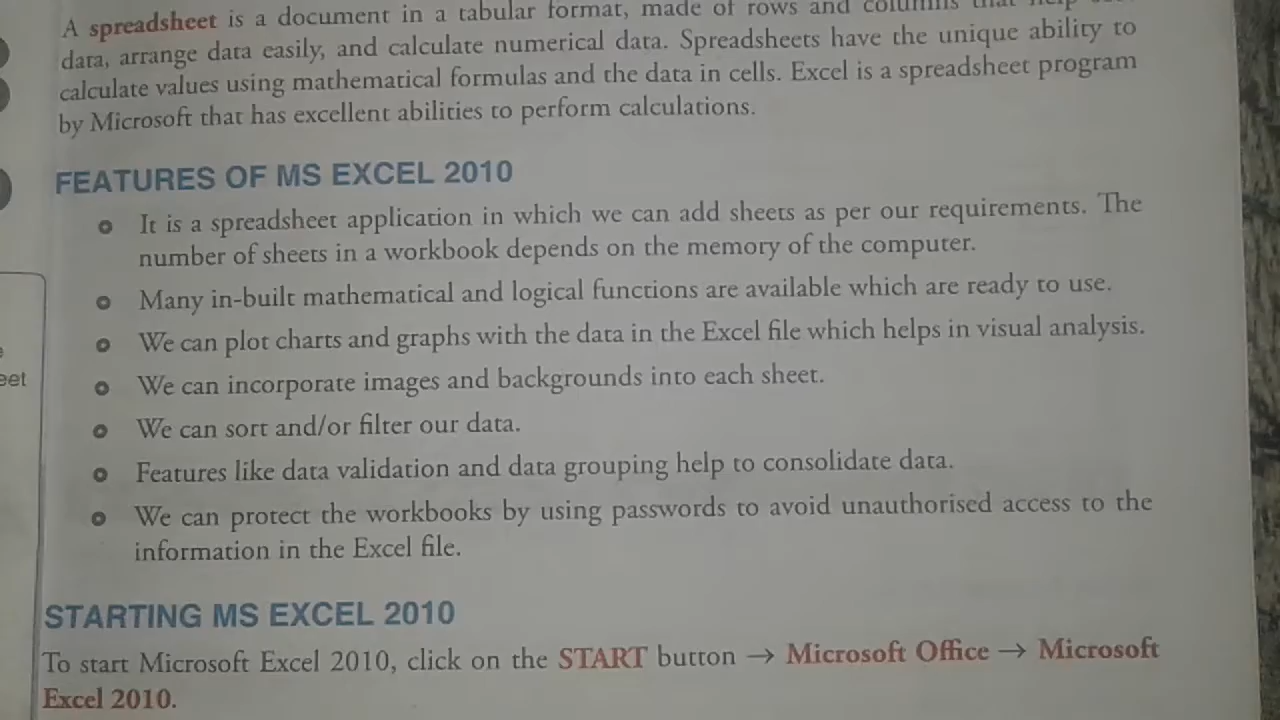 A spreadsheet is a document in a tabular format, made of rows and columns that help
data, arrange data easily, and calculate numerical data. Spreadsheets have the unique ability to
calculate values using mathematical formulas and the data in cells. Excel is a spreadsheet program
by Microsoft that has excellent abilities to perform calculations.
FEATURES OF MS EXCEL 2010
It is a spreadsheet application in which we can add sheets as per our requirements. The
number of sheets in a workbook depends on the memory of the computer.
Many in-built mathematical and logical functions are available which are ready to use.
We can plot charts and graphs with the data in the Excel file which helps in visual analysis.
We can incorporate images and backgrounds into each sheet.
We can sort and/or filter our data.
Features like data validation and data grouping help to consolidate data.
We can protect the workbooks by using passwords to avoid unauthorised access to the
information in the Excel file.
STARTING MS EXCEL 2010
To start Microsoft Excel 2010, click on the START button → Microsoft Office → Microsoft
Excel 2010.